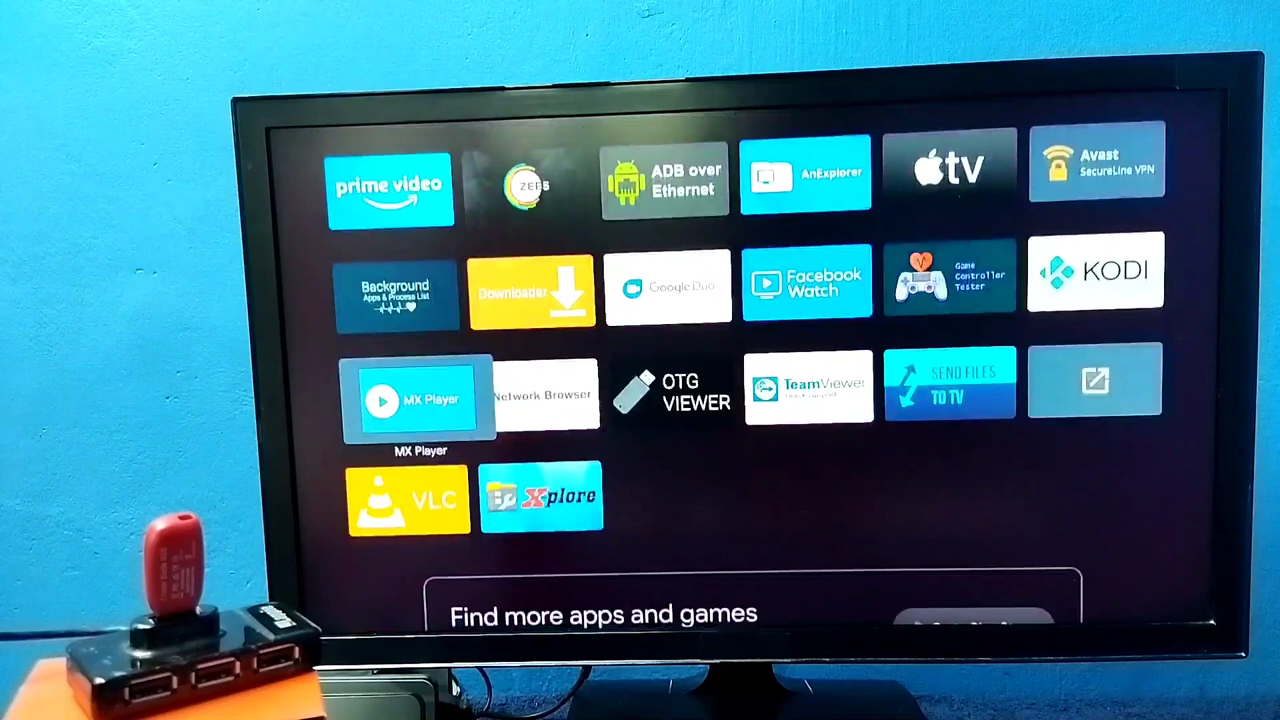 prime video
ZEE5
ADB over
Ethernet
AnExplorer
tv
Avast
SecureLine VPN
Background
Apps & Process List
Downloader
Google Duo
Facebook
Watch
Game
Controller
Tester
KODI
MX Player
Network Browser
OTG
VIEWER
TeamViewer
SEND FILES
TO TV
MX Player
VLC
Xplore
Find more apps and games